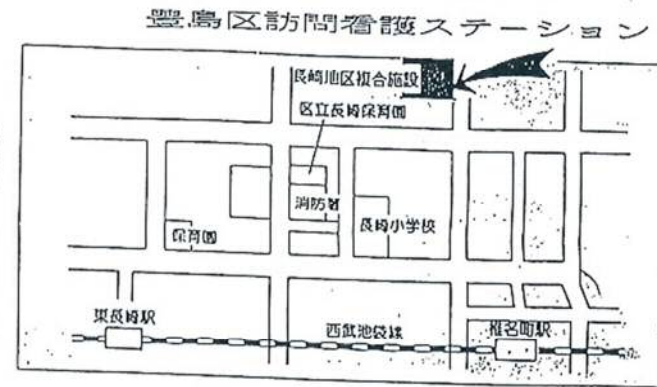 豊島区訪問看護ステーション
長崎地区複合施設
区立長崎保育園
消防署
長崎小学校
保育園
東長崎駅
西武池袋線
椎名町駅